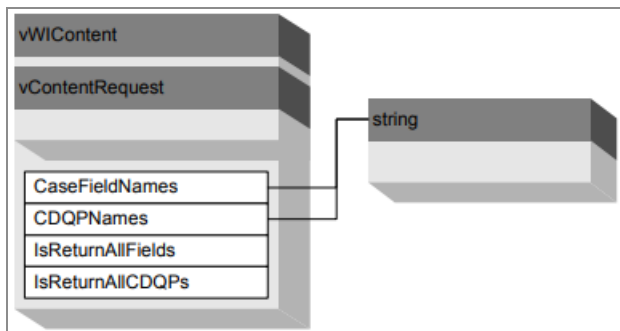 vWIContent
vContentRequest
string
CaseFieldNames
CDQPNames
IsReturnAllFields
IsReturnAllCDQPs